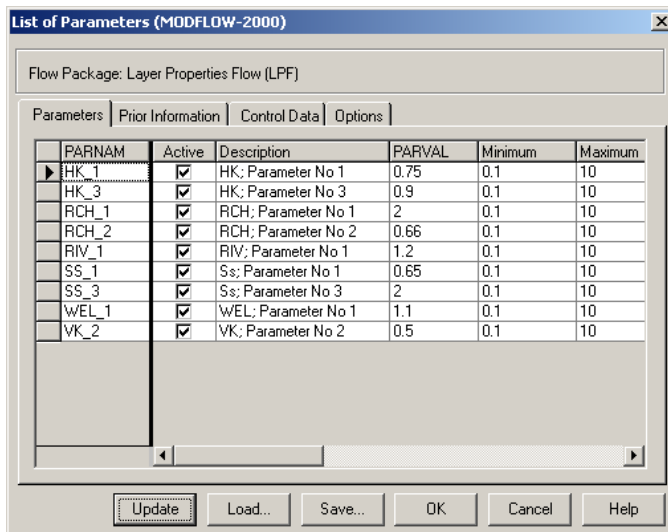 List of Parameters (MODFLOW-2000)
Flow Package: Layer Properties Flow (LPF)
Parameters Prior Information Control Data Options
PARNAM Active Description PARVAL Minimum Maximum
HK_1 HK; Parameter No 1 0.75 0.1 10
HK_3 HK; Parameter No 3 0.9 0.1 10
RCH_1 RCH; Parameter No 1 2 0.1 10
RCH_2 RCH; Parameter No 2 0.66 0.1 10
RIV_1 RIV; Parameter No 1 1.2 0.1 10
SS_1 Ss; Parameter No 1 0.65 0.1 10
SS_3 Ss; Parameter No 3 2 0.1 10
WEL_1 WEL; Parameter No 1 1.1 0.1 10
VK_2 VK; Parameter No 2 0.5 0.1 10
Update Load... Save... OK Cancel Help